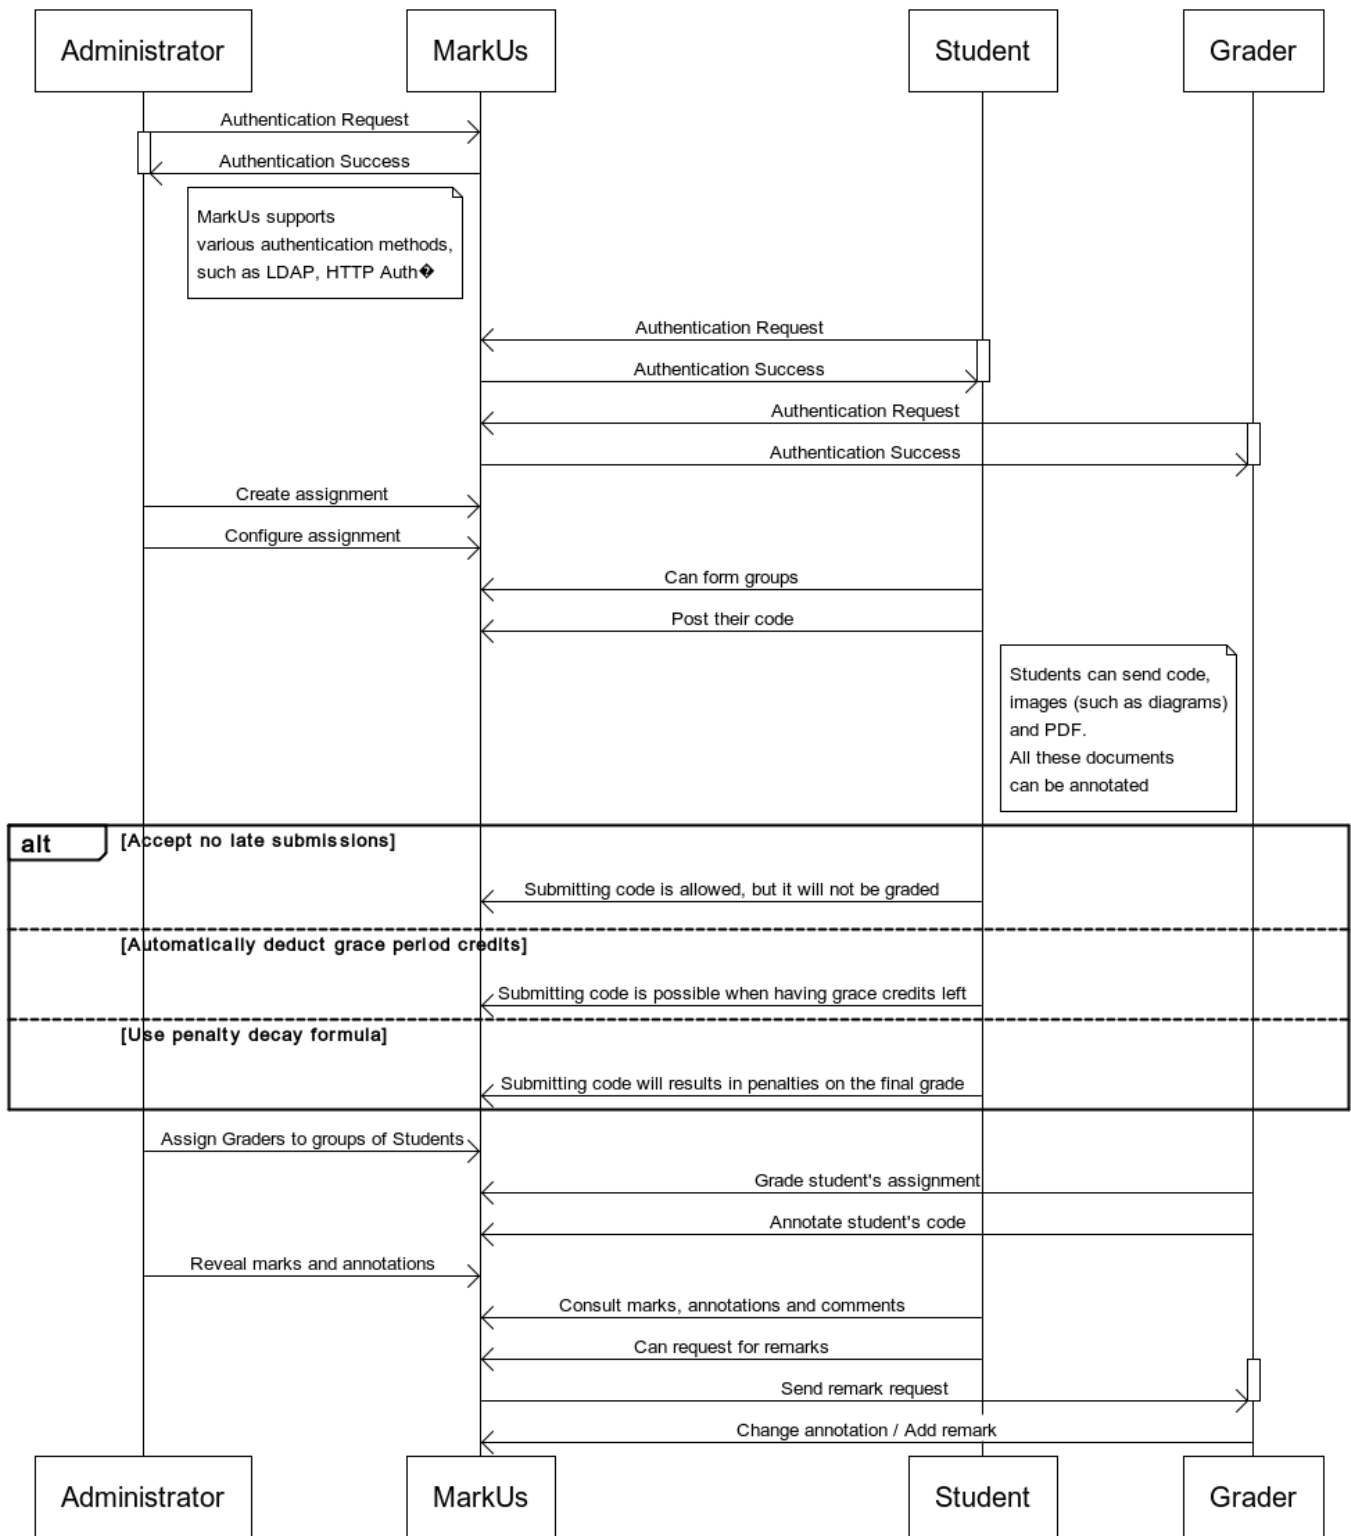 Administrator
MarkUs
Student
Grader
Authentication Request
Authentication Success
MarkUs supports
various authentication methods,
such as LDAP, HTTP Auth�
Authentication Request
Authentication Success
Authentication Request
Authentication Success
Create assignment
Configure assignment
Can form groups
Post their code
Students can send code,
images (such as diagrams)
and PDF.
All these documents
can be annotated
alt
[Accept no late submissions]
Submitting code is allowed, but it will not be graded
[Automatically deduct grace period credits]
Submitting code is possible when having grace credits left
[Use penalty decay formula]
Submitting code will results in penalties on the final grade
Assign Graders to groups of Students
Grade student's assignment
Annotate student's code
Reveal marks and annotations
Consult marks, annotations and comments
Can request for remarks
Send remark request
Change annotation / Add remark
Administrator
MarkUs
Student
Grader